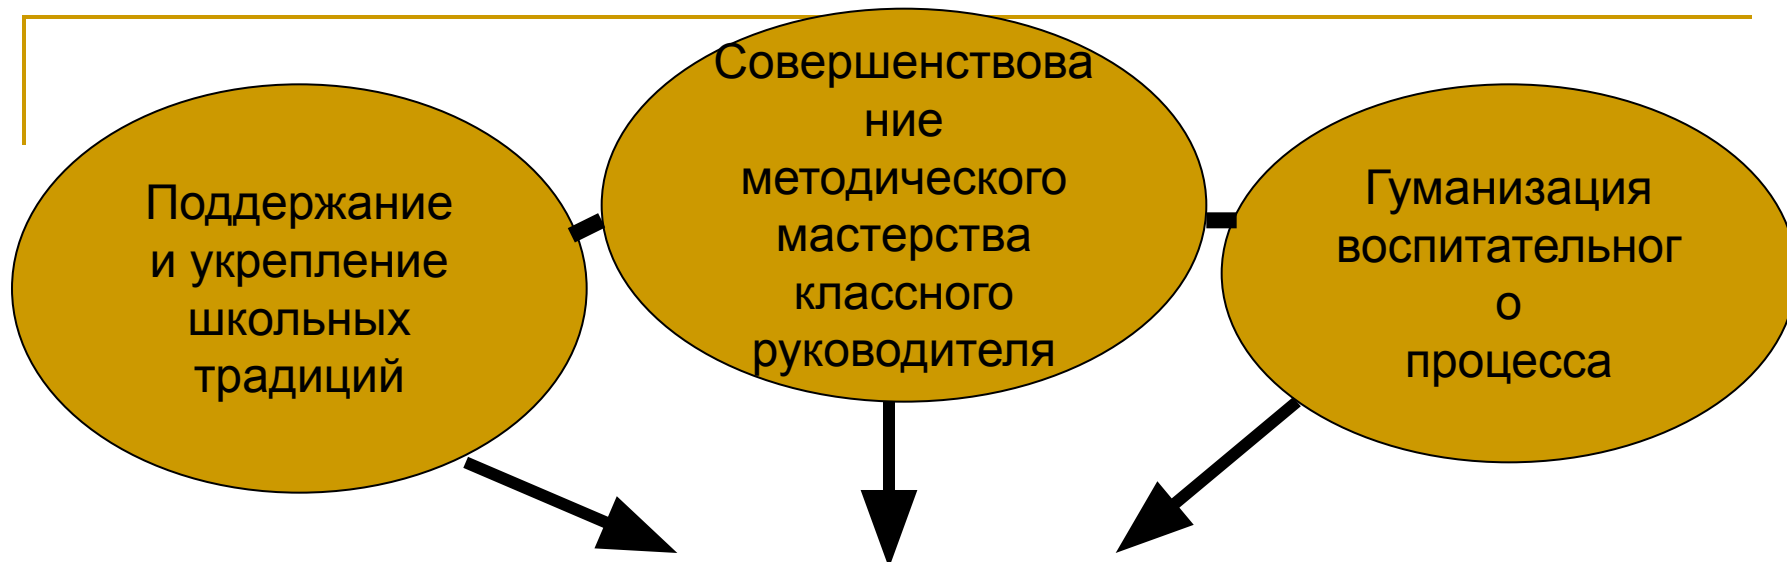 Поддержание
и укрепление
школьных
традиций
Совершенствова
ние
методического
мастерства
классного
руководителя
Гуманизация
воспитательног
о
процесса